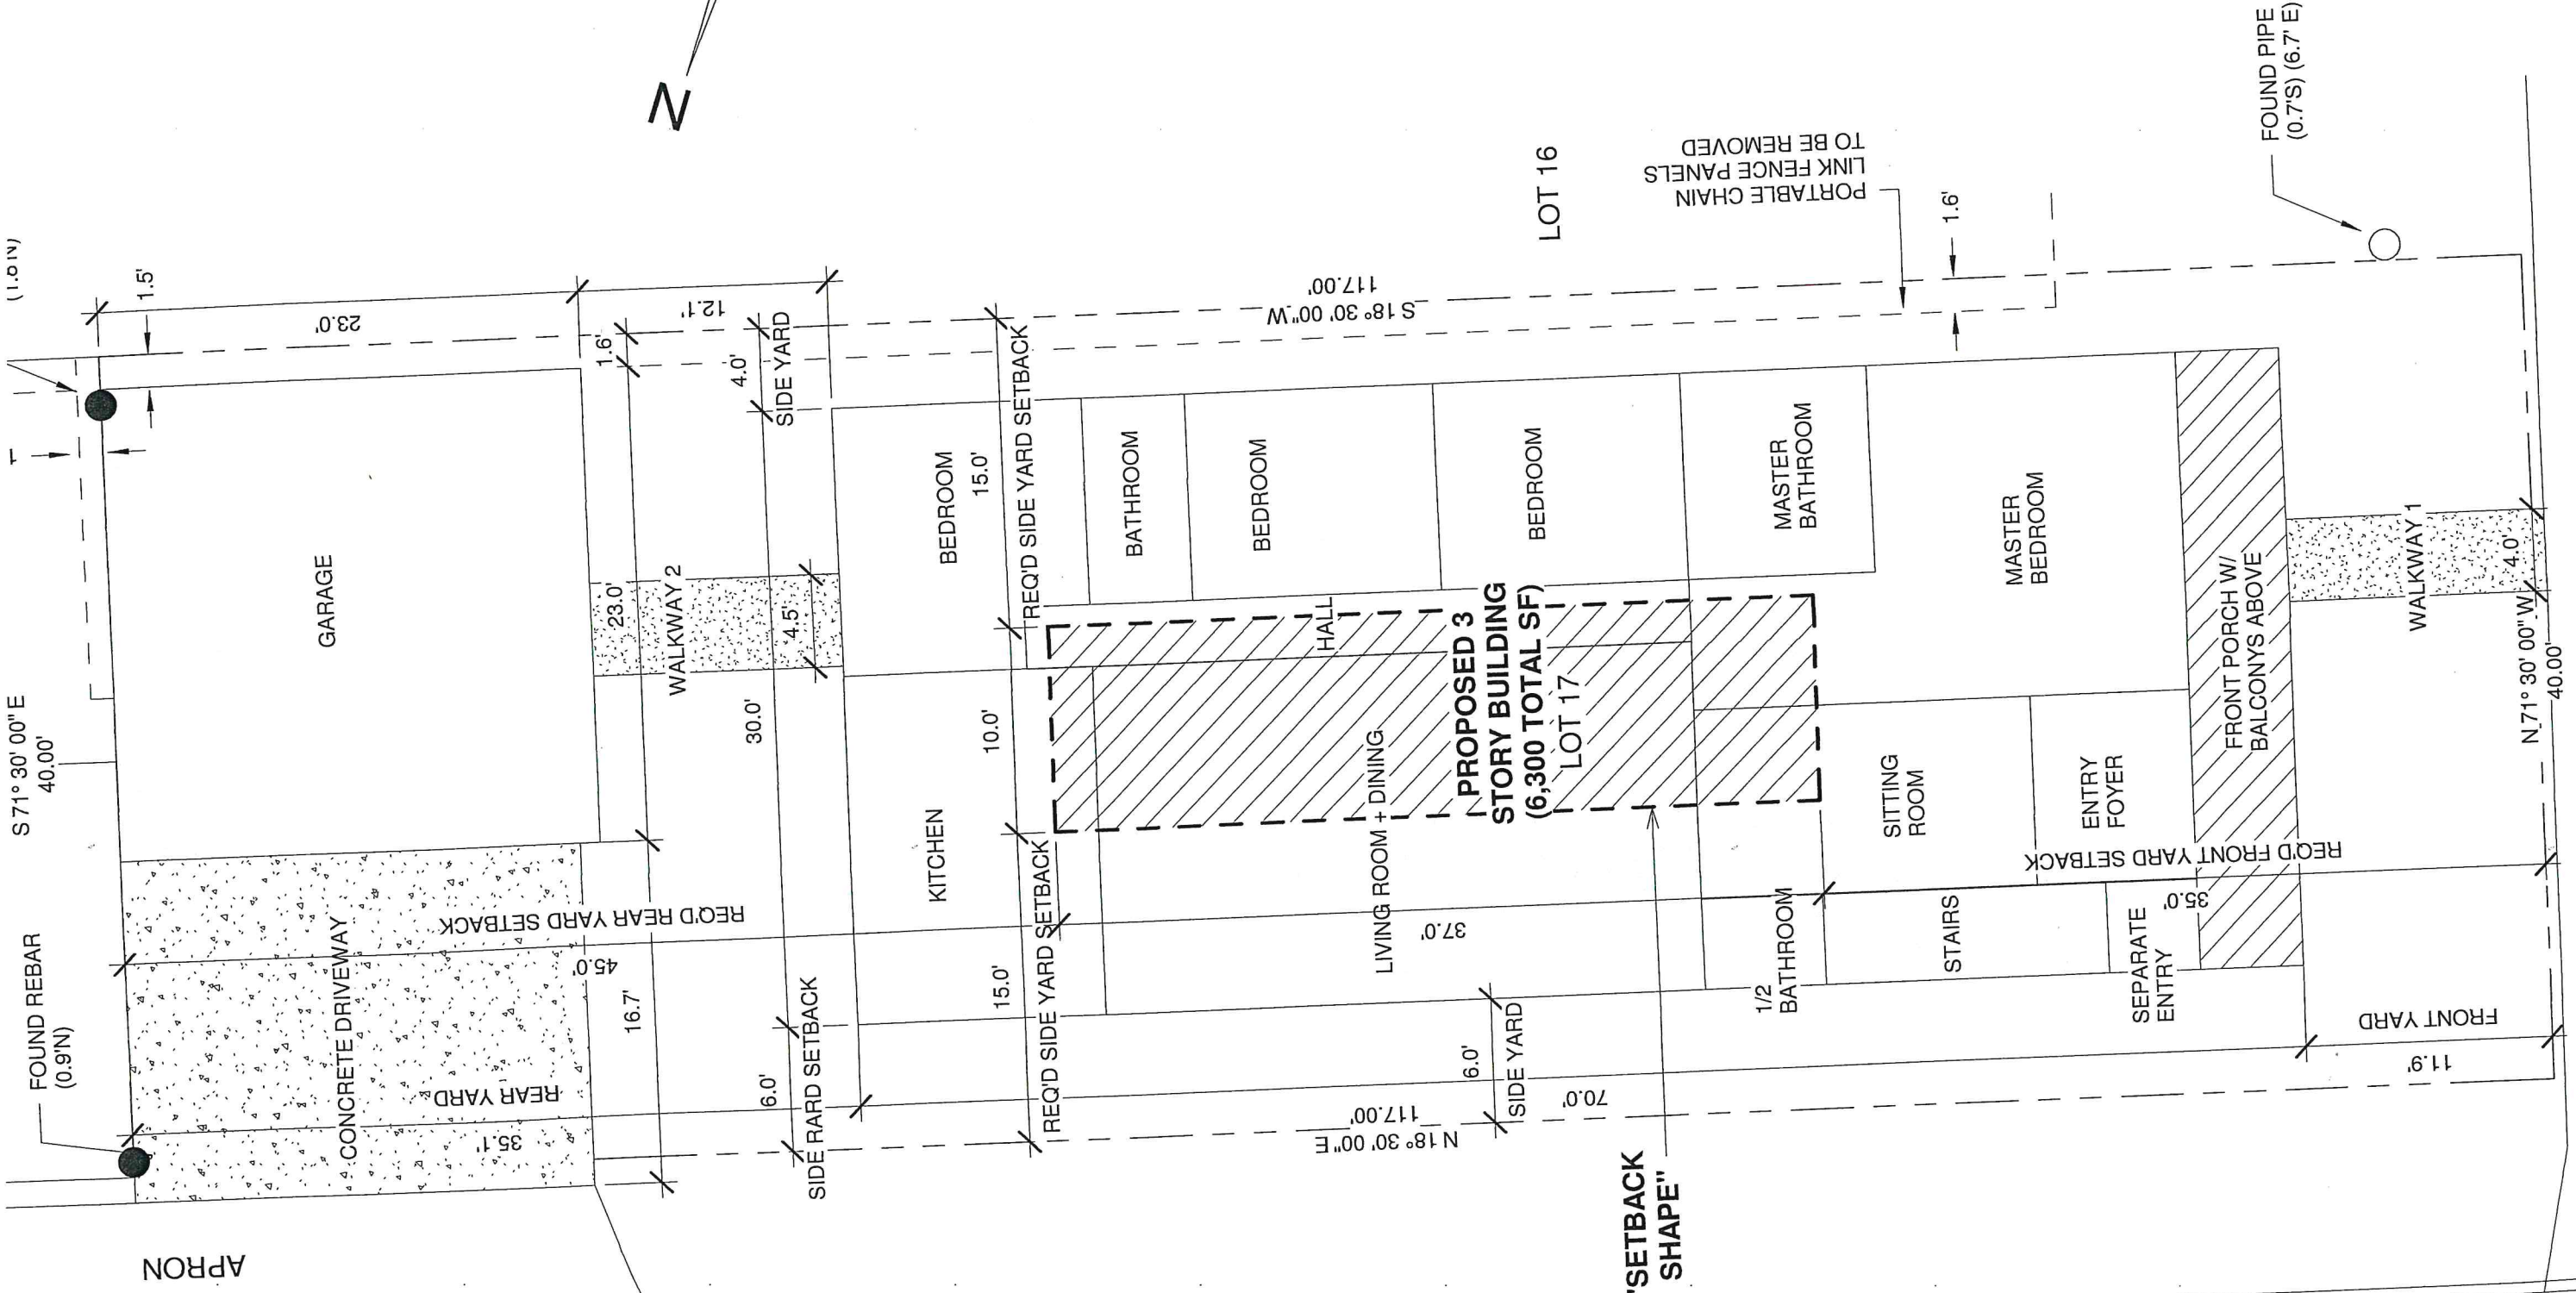 N
(1.8'N)
1.5'
23.0'
1.6'
12.1'
4.0'
SIDE YARD
S 71° 30' 00" E
40.00'
GARAGE
FOUND REBAR
(0.9'N)
CONCRETE DRIVEWAY
REAR YARD
35.1'
REQ'D REAR YARD SETBACK
45.0'
16.7'
APRON
23.0'
WALKWAY 2
4.5'
30.0'
6.0'
SIDE RARD SETBACK
BEDROOM
15.0'
REQ'D SIDE YARD SETBACK
10.0'
KITCHEN
15.0'
REQ'D SIDE YARD SETBACK
BATHROOM
BEDROOM
BEDROOM
MASTER
BATHROOM
MASTER
BEDROOM
HALL
PROPOSED 3
STORY BUILDING
(6,300 TOTAL SF)
LOT 17
LIVING ROOM + DINING
37.0'
SITTING
ROOM
ENTRY
FOYER
1/2
BATHROOM
STAIRS
SEPARATE
ENTRY
FRONT PORCH W/
BALCONYS ABOVE
REQ'D FRONT YARD SETBACK
35.0'
S 18° 30' 00" W
117.00'
LOT 16
PORTABLE CHAIN
LINK FENCE PANELS
TO BE REMOVED
1.6'
FOUND PIPE
(0.7'S) (6.7' E)
WALKWAY 1
4.0'
N 71° 30' 00" W
40.00'
6.0'
SIDE YARD
70.0'
N 18° 30' 00" E
117.00'
"SETBACK
SHAPE"
FRONT YARD
11.9'